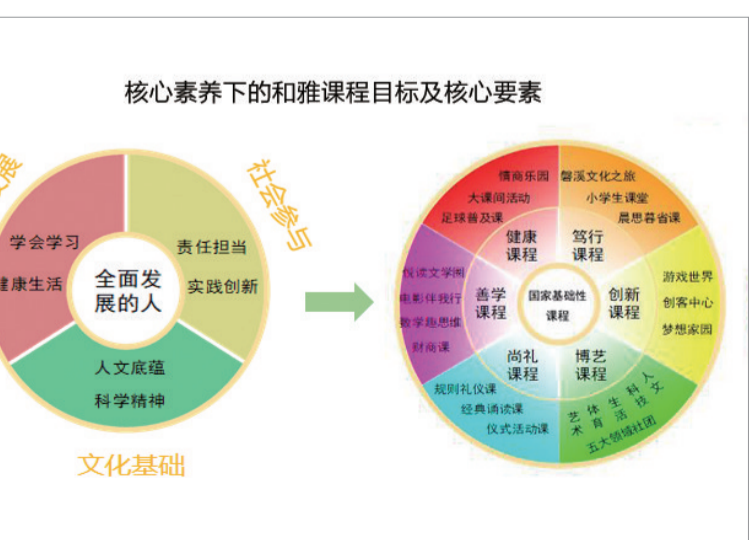 核心素养下的和雅课程目标及核心要素
展
社会参与
文化基础
学会学习
健康生活
责任担当
实践创新
人文底蕴
科学精神
全面发
展的人
情商乐园
大课间活动
足球普及课
磐溪文化之旅
小学生课堂
晨思暮省课
游戏世界
创客中心
梦想家园
艺术
体育
生活
科技
人文
五大领域社团
规则礼仪课
经典诵读课
仪式活动课
悦读文学阁
电影伴我行
数学趣思维
财商课
健康
课程
笃行
课程
创新
课程
博艺
课程
尚礼
课程
善学
课程
国家基础性
课程